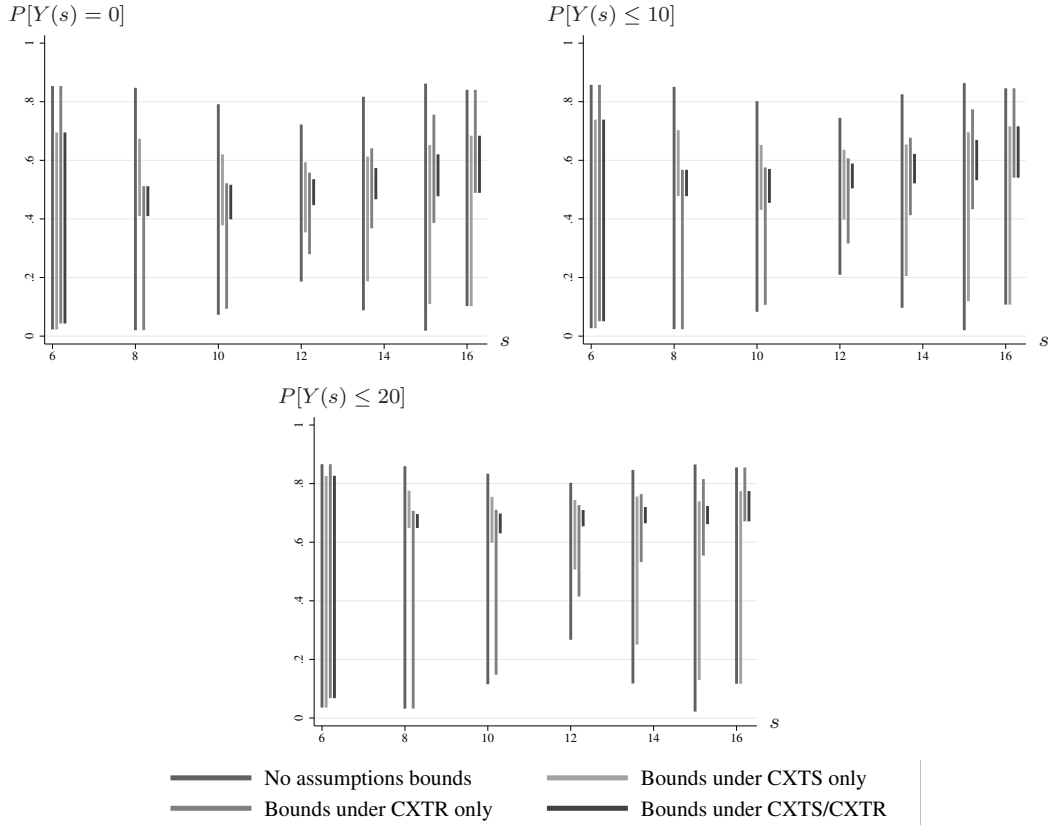 P[Y(s) = 0]
1
.8
.6
.4
.2
0
6 8 10 12 14 16 s
P[Y(s) ≤ 10]
1
.8
.6
.4
.2
0
6 8 10 12 14 16 s
P[Y(s) ≤ 20]
1
.8
.6
.4
.2
0
6 8 10 12 14 16 s
No assumptions bounds
Bounds under CXTS only
Bounds under CXTR only
Bounds under CXTS/CXTR